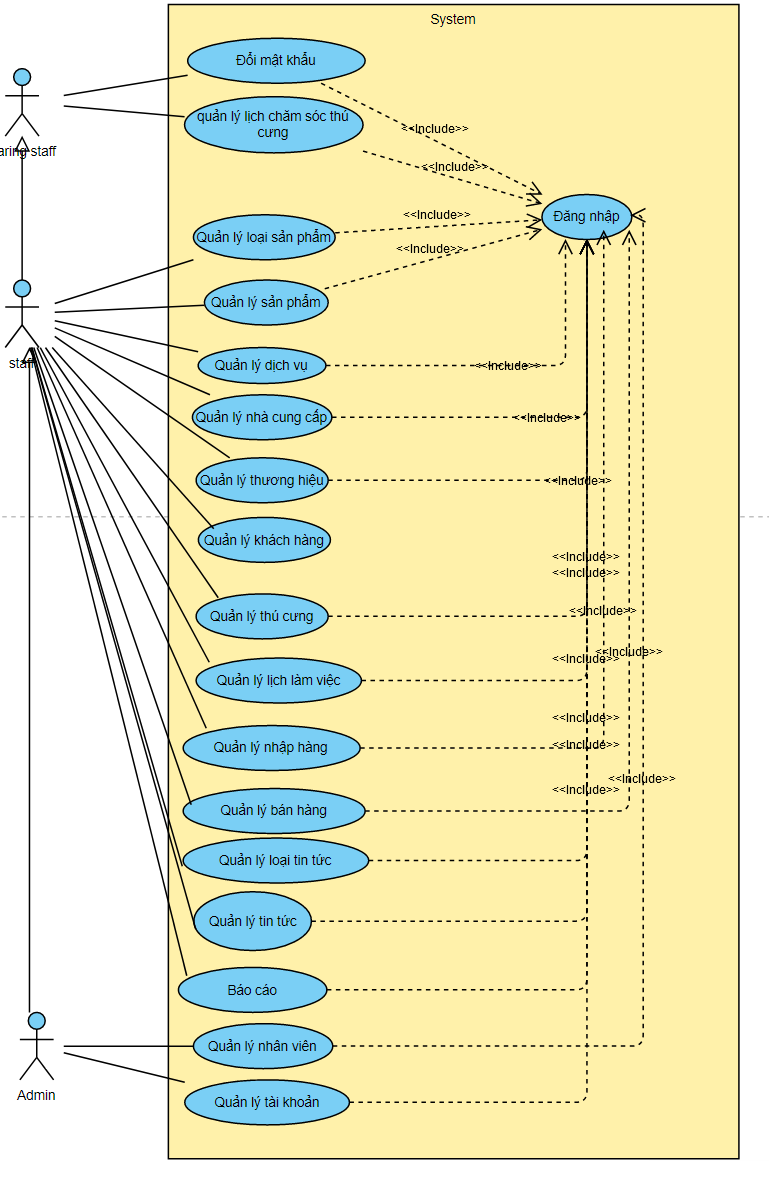 System
Đổi mật khẩu
quản lý lịch chăm sóc thú
cưng
aring staff
<<Include>>
<<Include>>
Đăng nhập
<<Include>>
Quản lý loại sản phẩm
<<Include>>
Quản lý sản phẩm
staff
Quản lý dịch vụ
<<Include>>
Quản lý nhà cung cấp
<<Include>>
Quản lý thương hiệu
<<Include>>
Quản lý khách hàng
<<Include>>
<<Include>>
Quản lý thú cưng
<<Include>>
<<Include>>
<<Include>>
Quản lý lịch làm việc
<<Include>>
Quản lý nhập hàng
<<Include>>
<<Include>>
<<Include>>
Quản lý bán hàng
Quản lý loại tin tức
Quản lý tin tức
Báo cáo
Quản lý nhân viên
Admin
Quản lý tài khoản